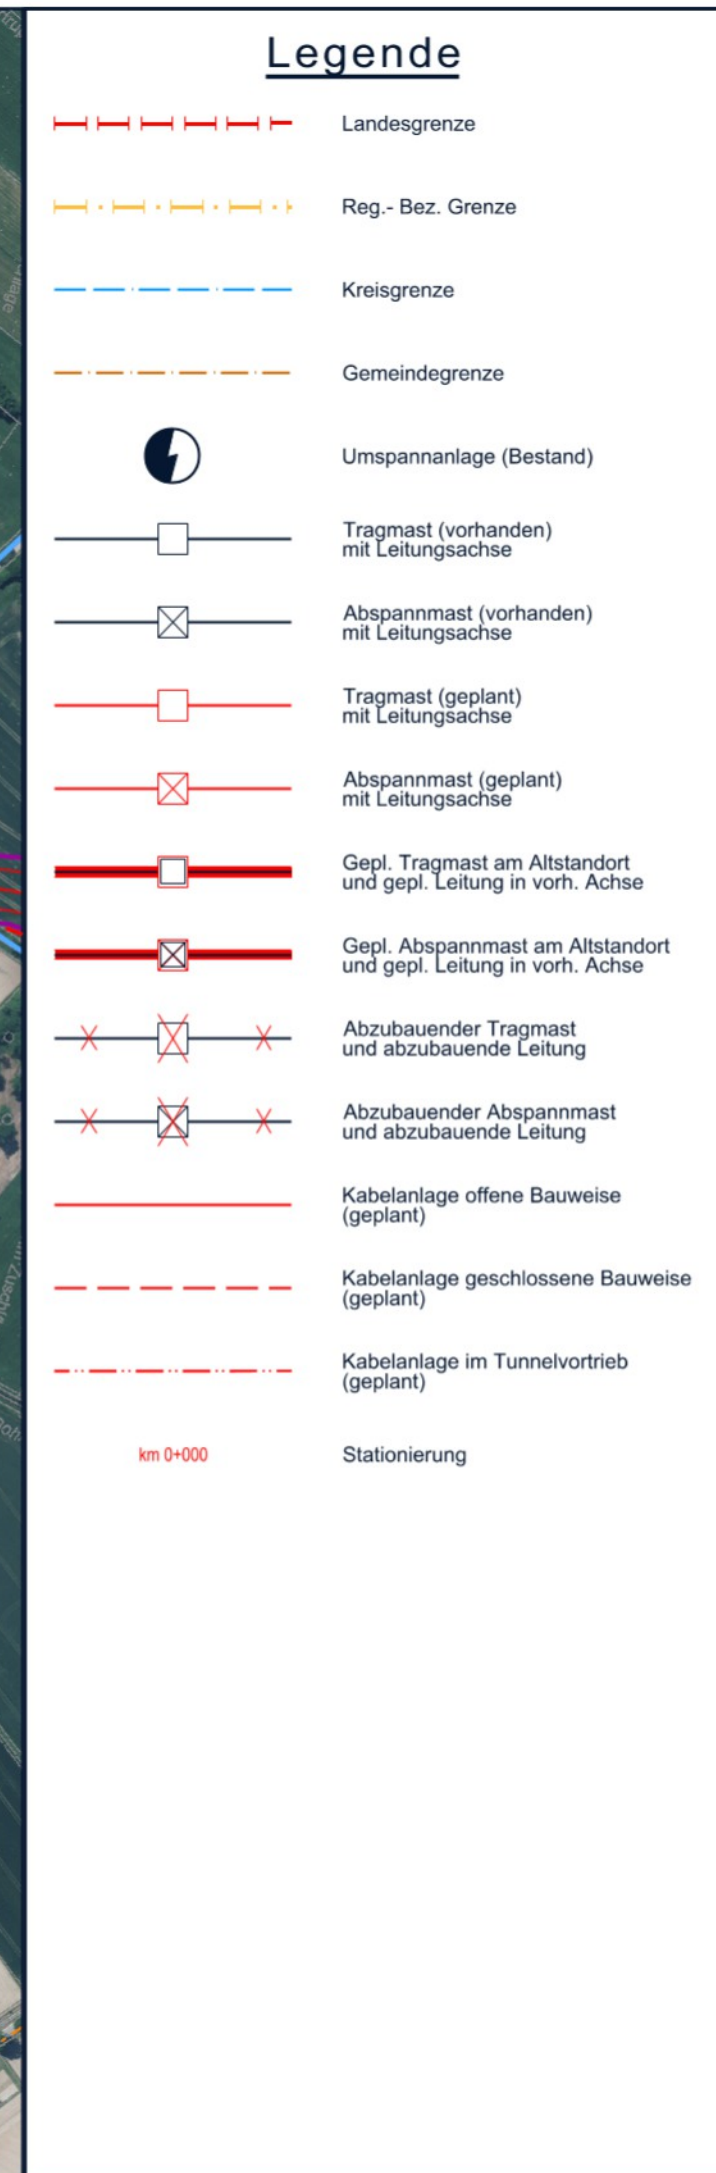 Legende
Landesgrenze
Reg.- Bez. Grenze
Kreisgrenze
Gemeindegrenze
Umspannanlage (Bestand)
Tragmast (vorhanden)
mit Leitungsachse
Abspannmast (vorhanden)
mit Leitungsachse
Tragmast (geplant)
mit Leitungsachse
Abspannmast (geplant)
mit Leitungsachse
Gepl. Tragmast am Altstandort
und gepl. Leitung in vorh. Achse
Gepl. Abspannmast am Altstandort
und gepl. Leitung in vorh. Achse
Abzubauender Tragmast
und abzubauende Leitung
Abzubauender Abspannmast
und abzubauende Leitung
Kabelanlage offene Bauweise
(geplant)
Kabelanlage geschlossene Bauweise
(geplant)
Kabelanlage im Tunnelvortrieb
(geplant)
km 0+000 Stationierung